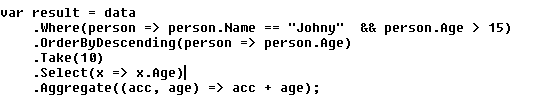 var result = data
.Where(person => person.Name == "Johny"  && person.Age > 15)
.OrderByDescending(person => person.Age)
.Take(10)
.Select(x => x.Age)
.Aggregate((acc, age) => acc + age);